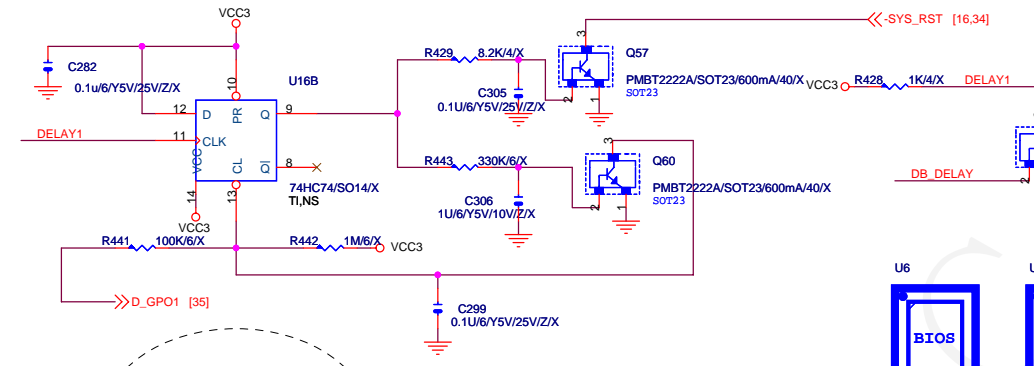 VCC3
-SYS_RST [16,34]
3
C282
0.1u/6/Y5V/25V/Z/X
10
U16B
R429 8.2K/4/X
Q57
PMBT2222A/SOT23/600mA/40/X
SOT23
VCC3
R428 1K/4/X
DELAY1
C305
0.1U/6/Y5V/25V/Z/X
2
1
12
D
PR
Q
9
DELAY1
11
CLK
VCC
CL
Q
8
74HC74/SO14/X
TI,NS
14
13
VCC3
3
R443 330K/6/X
Q60
PMBT2222A/SOT23/600mA/40/X
SOT23
C306
1U/6/Y5V/10V/Z/X
2
1
DB_DELAY
2
R441 100K/6/X
R442 1M/6/X
VCC3
D_GPO1 [35]
C299
0.1U/6/Y5V/25V/Z/X
U6
BIOS